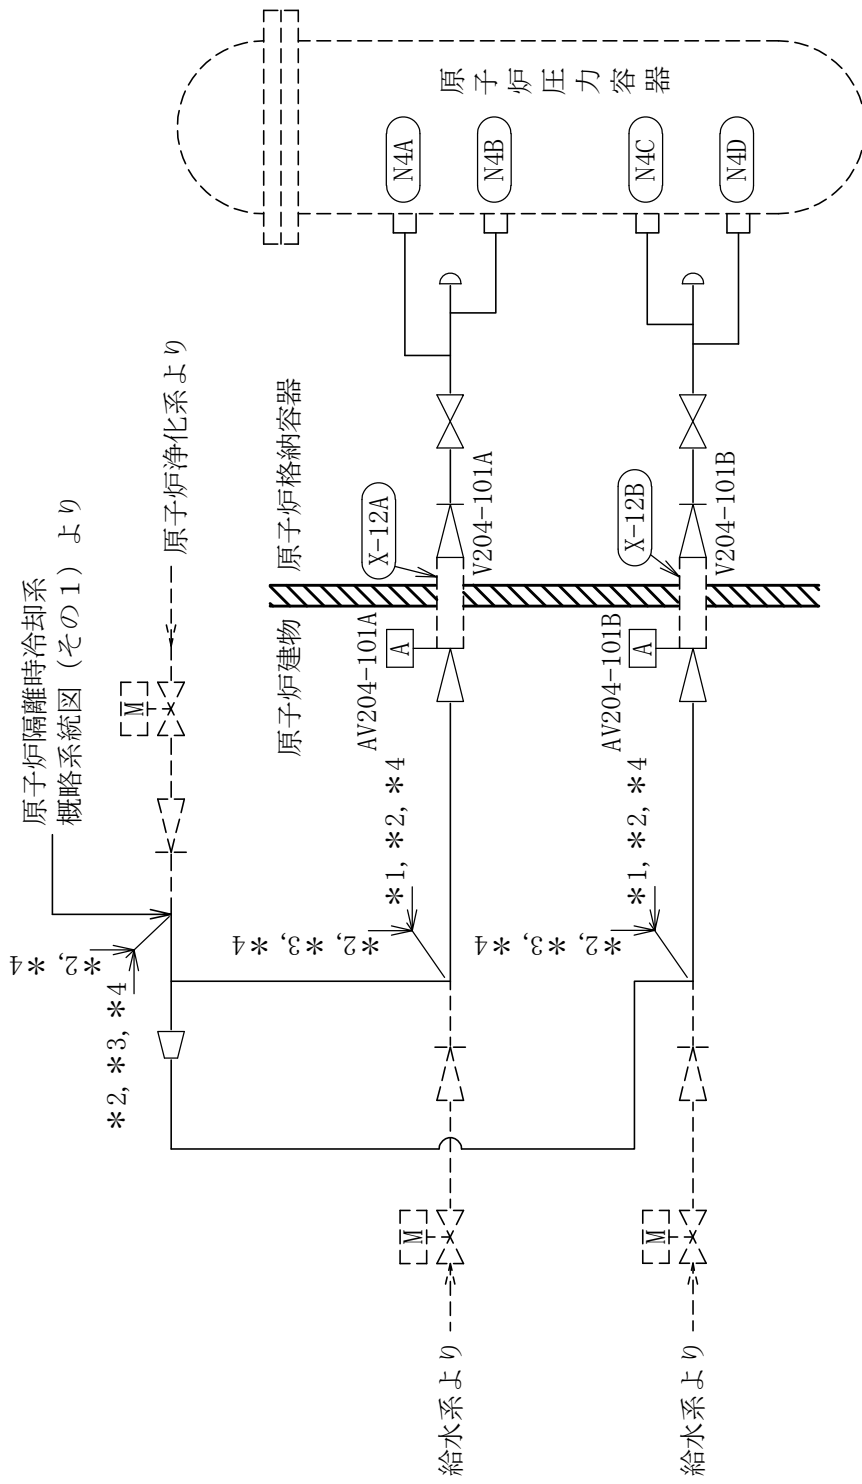 原子炉隔離時冷却系
概略系統図（その１）より
原子炉浄化系より
M
*2, *4
*2, *3, *4
原子炉建物
原子炉格納容器
原子炉圧力容器
N4A
N4B
N4C
N4D
X-12A
AV204-101A
A
V204-101A
*1, *2, *4
*2, *3, *4
M
給水系より
X-12B
AV204-101B
A
V204-101B
*1, *2, *4
*2, *3, *4
M
給水系より